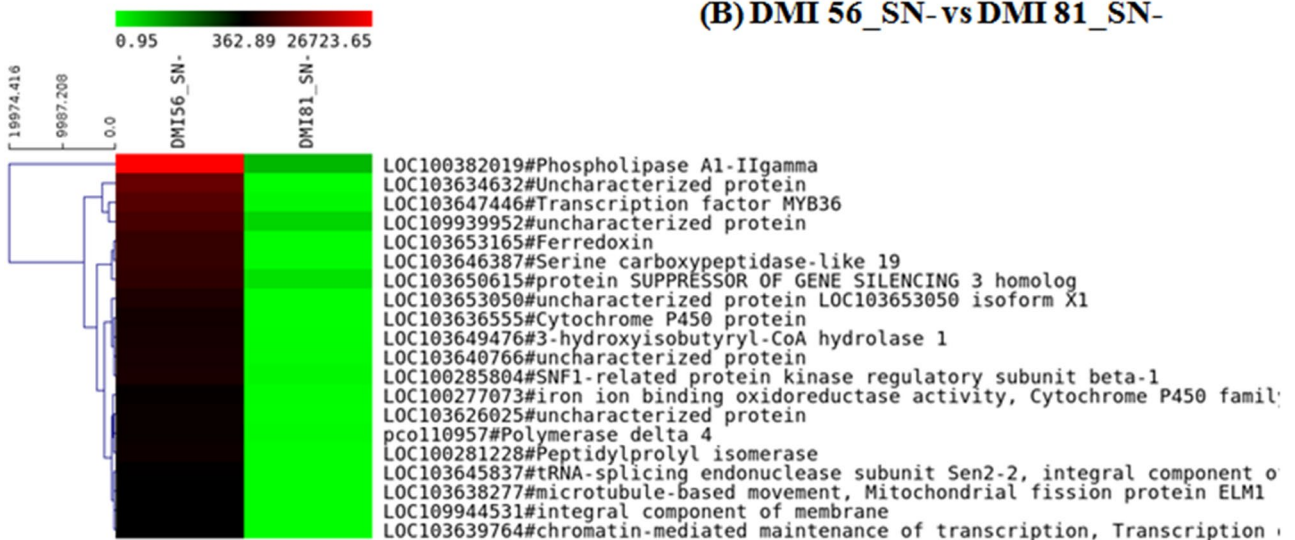 (B) DMI 56_SN- vs DMI 81_SN-
0.95 362.89 26723.65
19974.416
9987.208
0.0
DMI56_SN-
DMI81_SN-
LOC100382019#Phospholipase A1-IIgamma
LOC103634632#Uncharacterized protein
LOC103647446#Transcription factor MYB36
LOC109939952#uncharacterized protein
LOC103653165#Ferredoxin
LOC103646387#Serine carboxypeptidase-like 19
LOC103650615#protein SUPPRESSOR OF GENE SILENCING 3 homolog
LOC103653050#uncharacterized protein LOC103653050 isoform X1
LOC103636555#Cytochrome P450 protein
LOC103649476#3-hydroxyisobutyryl-CoA hydrolase 1
LOC103640766#uncharacterized protein
LOC100285804#SNF1-related protein kinase regulatory subunit beta-1
LOC100277073#iron ion binding oxidoreductase activity, Cytochrome P450
LOC103626025#uncharacterized protein
pco110957#Polymerase delta 4
LOC100281228#Peptidylprolyl isomerase
LOC103645837#tRNA-splicing endonuclease subunit Sen2-2, integral component
LOC103638277#microtubule-based movement, Mitochondrial fission protein ELM1
LOC109944531#integral component of membrane
LOC103639764#chromatin-mediated maintenance of transcription, Transcription